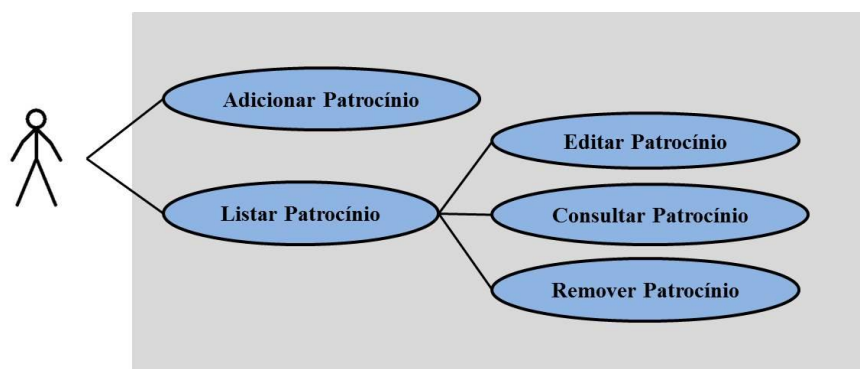 Adicionar Patrocínio
Editar Patrocínio
Listar Patrocínio
Consultar Patrocínio
Remover Patrocínio